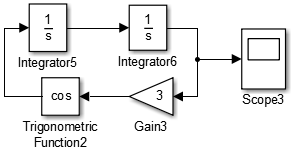 1
s
1
s
Integrator5
Integrator6
cos
3
Scope3
Trigonometric
Function2
Gain3